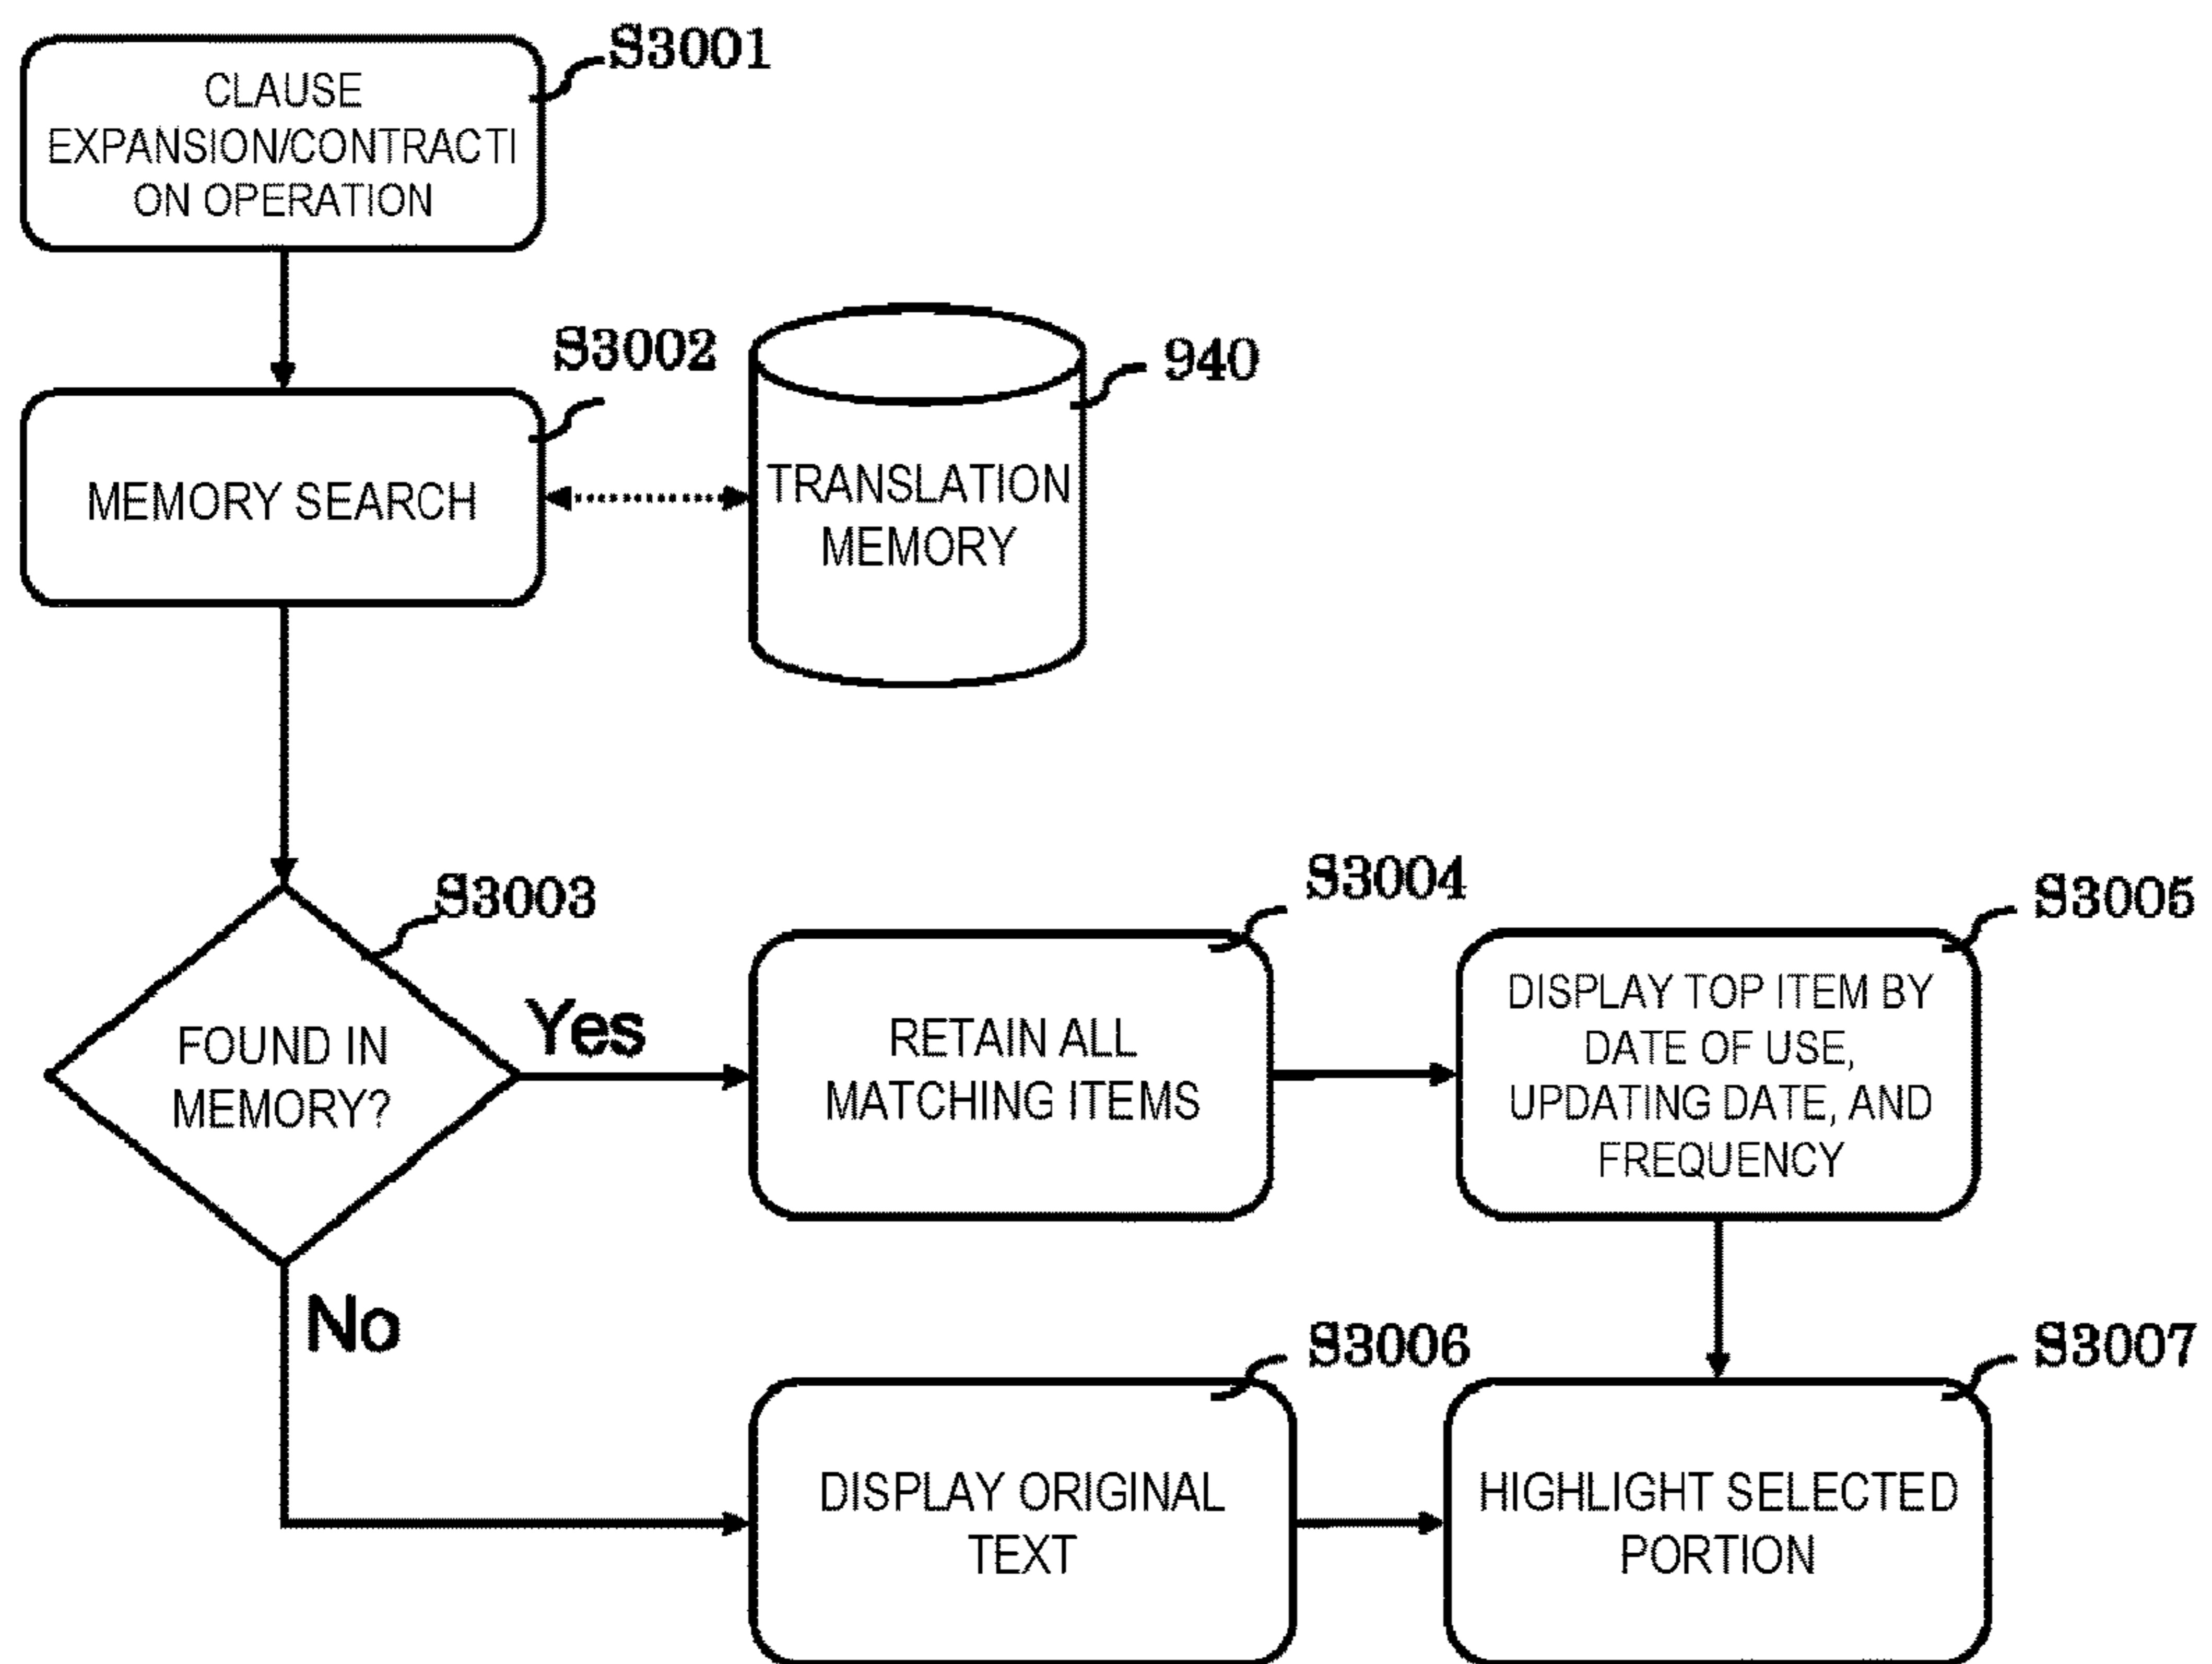 S3001
CLAUSE
EXPANSION/CONTRACTI
ON OPERATION
S3002
940
MEMORY SEARCH
TRANSLATION
MEMORY
S3003
S3004
S3005
FOUND IN
MEMORY?
Yes
RETAIN ALL
MATCHING ITEMS
DISPLAY TOP ITEM BY
DATE OF USE,
UPDATING DATE, AND
FREQUENCY
No
S3006
S3007
DISPLAY ORIGINAL
TEXT
HIGHLIGHT SELECTED
PORTION